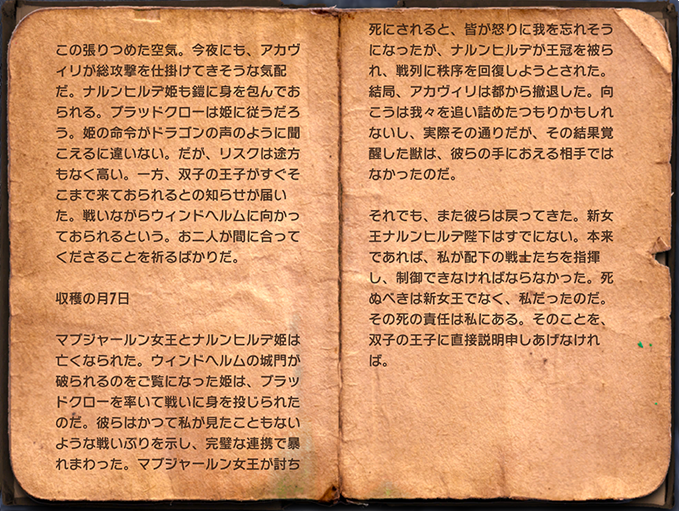 この張りつめた空気。今夜にも、アカヴ
ィリが総攻撃を仕掛けてきそうな気配
だ。ナルンヒルデ姫も鎧に身を包んでお
られる。ブラッドクローは姫に従うだろ
う。姫の命令がドラゴンの声のように聞
こえるに違いない。だが、リスクは途方
もなく高い。一方、双子の王子がすぐそ
こまで来ておられるとの知らせが届い
た。戦いながらウィンドヘルムに向かっ
ておられるという。お二人が間に合って
くださることを祈るばかりだ。
収穫の月7日
マブジャールン女王とナルンヒルデ姫は
亡くなられた。ウィンドヘルムの城門が
破られるのをご覧になった姫は、ブラッ
ドクローを率いて戦いに身を投じられた
のだ。彼らはかつて私が見たこともない
ような戦いぶりを示し、完璧な連携で暴
れまわった。マブジャールン女王が討ち
死にされると、皆が怒りに我を忘れそう
になったが、ナルンヒルデが王冠を被ら
れ、戦列に秩序を回復しようとされた。
結局、アカヴィリは都から撤退した。向
こうは我々を追い詰めたつもりかもしれ
ないし、実際その通りだが、その結果覚
醒した獣は、彼らの手におえる相手では
なかったのだ。
それでも、また彼らは戻ってきた。新女
王ナルンヒルデ陛下はすでにない。本来
であれば、私が配下の戦士たちを指揮
し、制御できなければならなかった。死
ぬべきは新女王でなく、私だったのだ。
その死の責任は私にある。そのことを、
双子の王子に直接説明申しあげなけれ
ば。